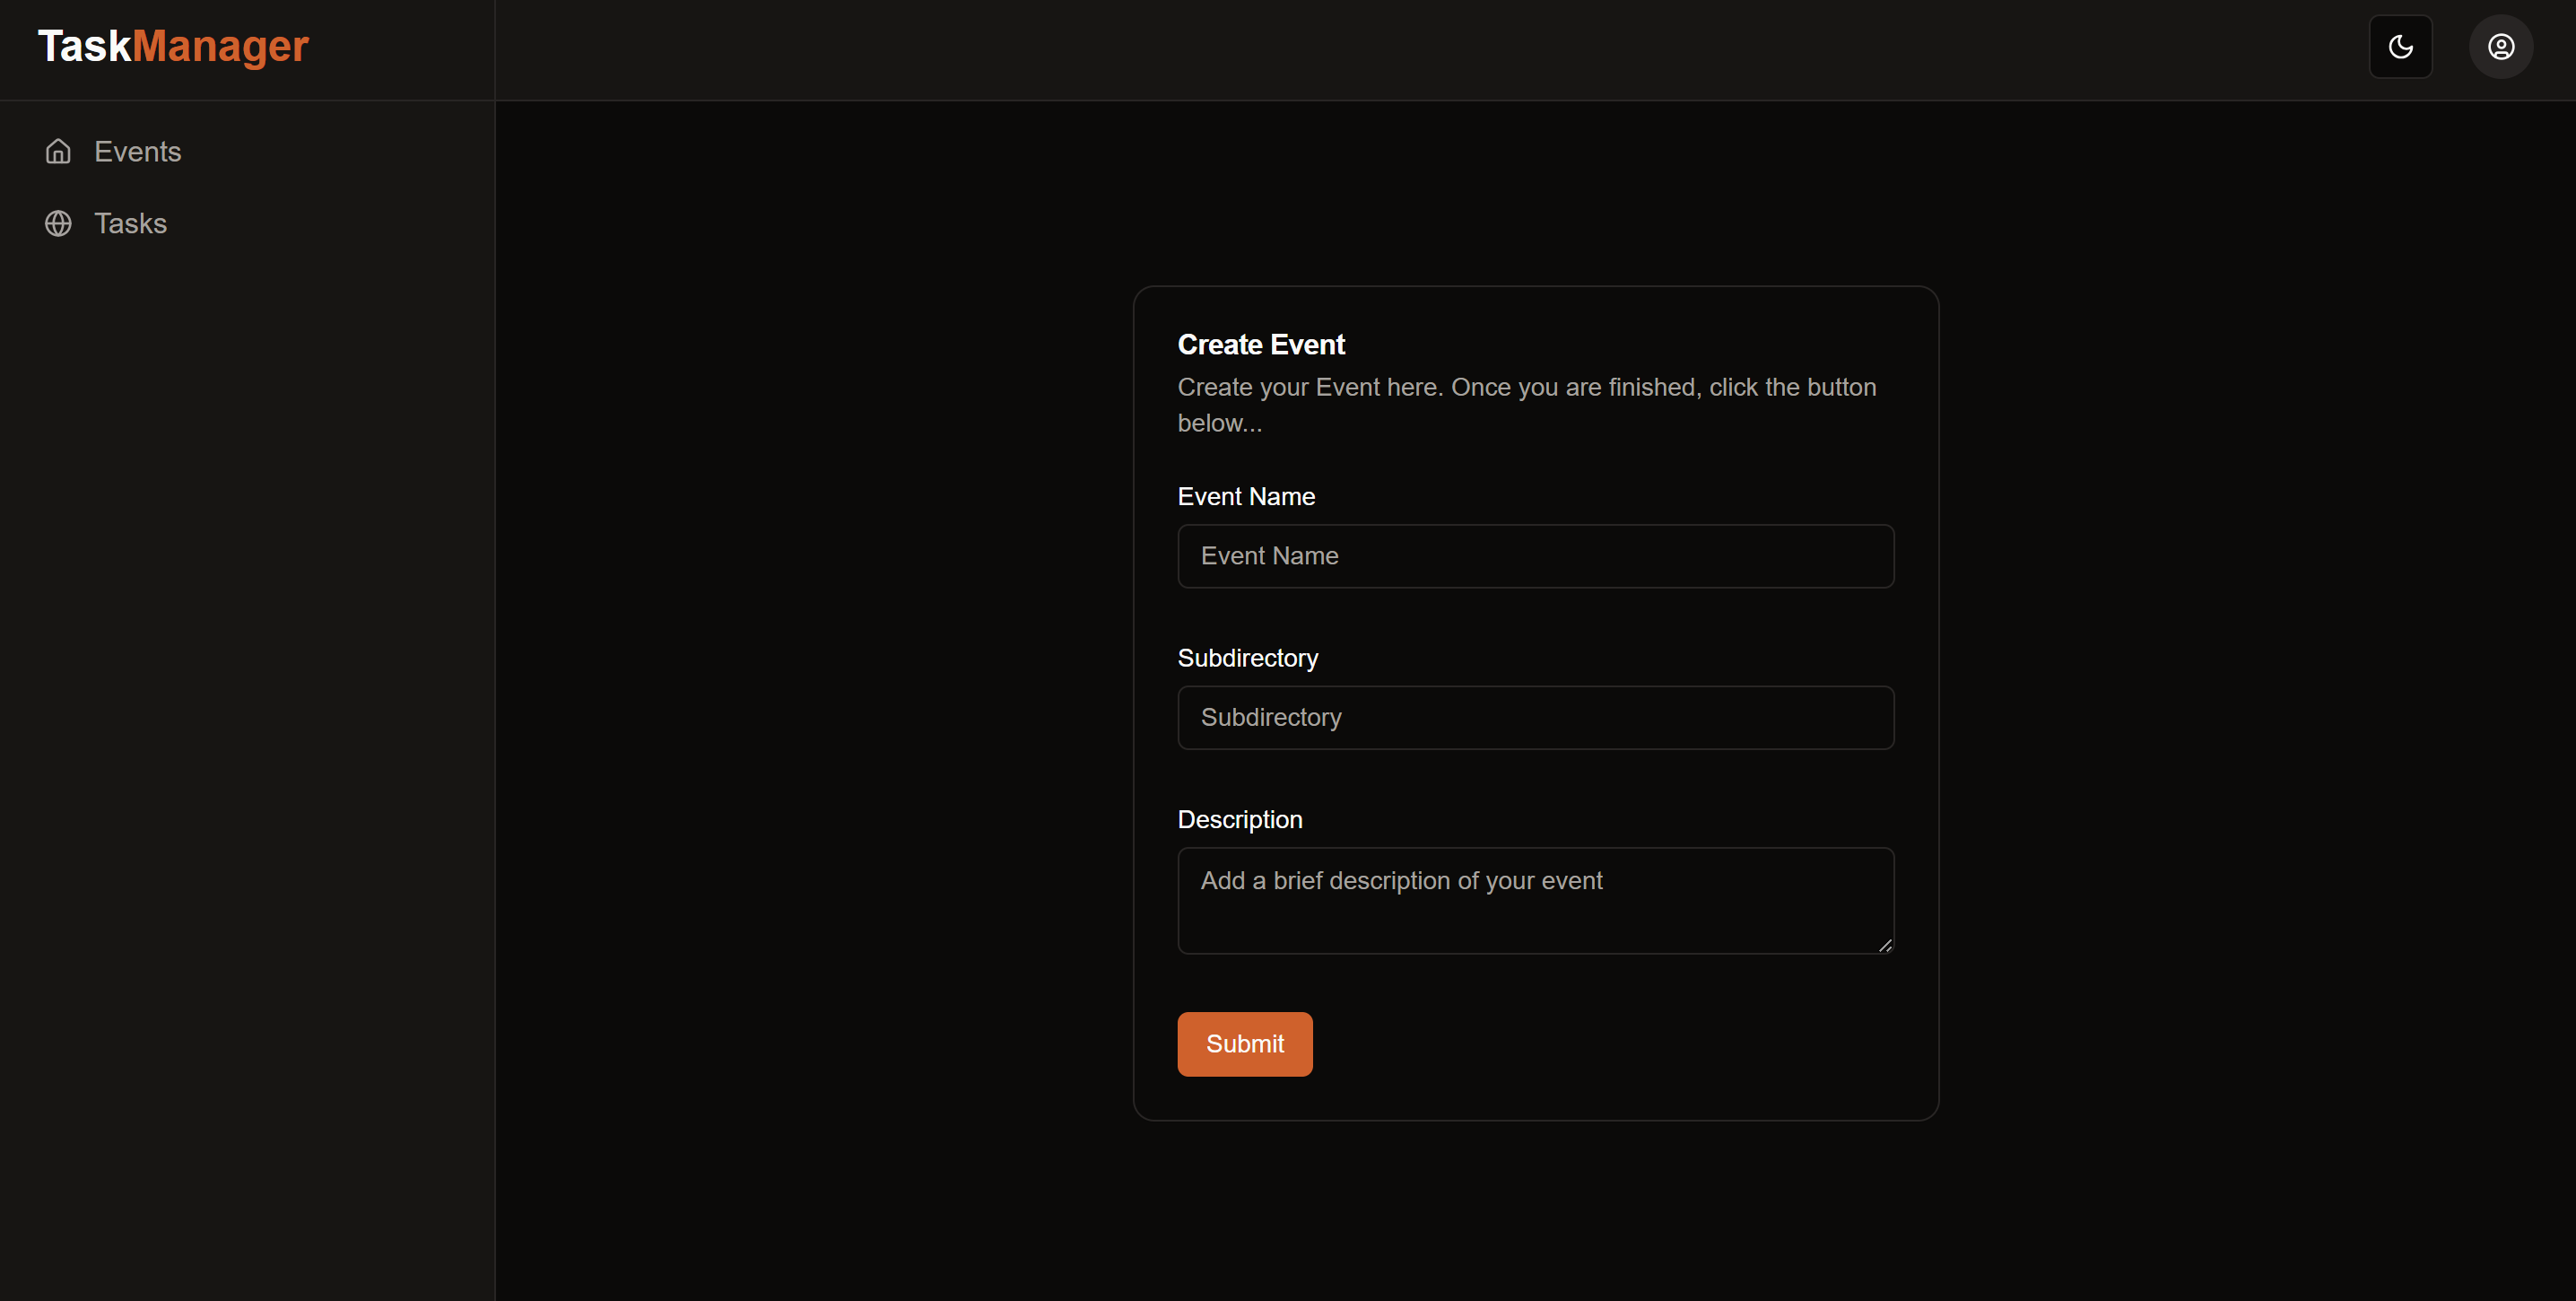 TaskManager
Events
Tasks
Create Event
Create your Event here. Once you are finished, click the button
below...
Event Name
Event Name
Subdirectory
Subdirectory
Description
Add a brief description of your event
Submit